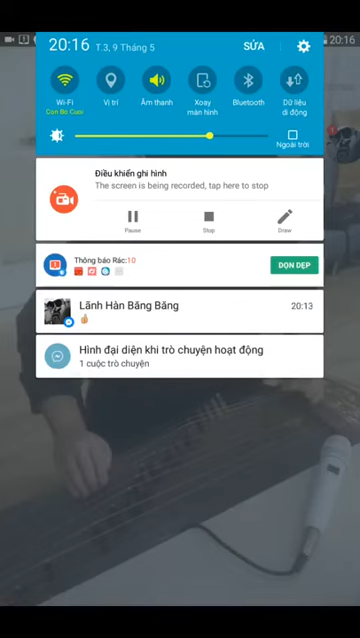 20:16 T.3, 9 Tháng 5 SỬA
Wi-Fi
Con Bo Cuoi
Vị trí
Âm thanh
Xoay
màn hình
Bluetooth
Dữ liệu
di động
Ngoài trời
Điều khiển ghi hình
The screen is being recorded, tap here to stop
Pause
Stop
Draw
Thông báo Rác:10
DỌN DẸP
Lãnh Hàn Băng Băng
20:13
👍
Hình đại diện khi trò chuyện hoạt động
1 cuộc trò chuyện